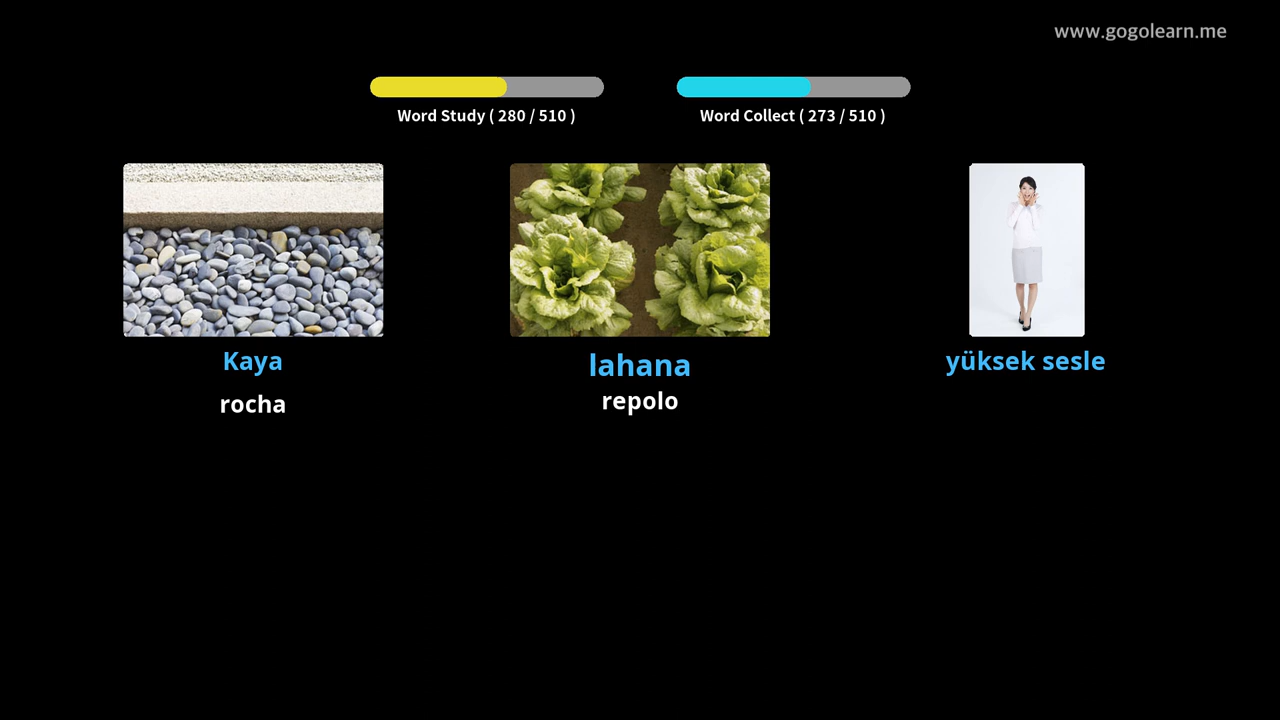 www.gogolearn.me
Word Study ( 280 / 510 )
Word Collect ( 273 / 510 )
Kaya
rocha
lahana
repolo
yüksek sesle